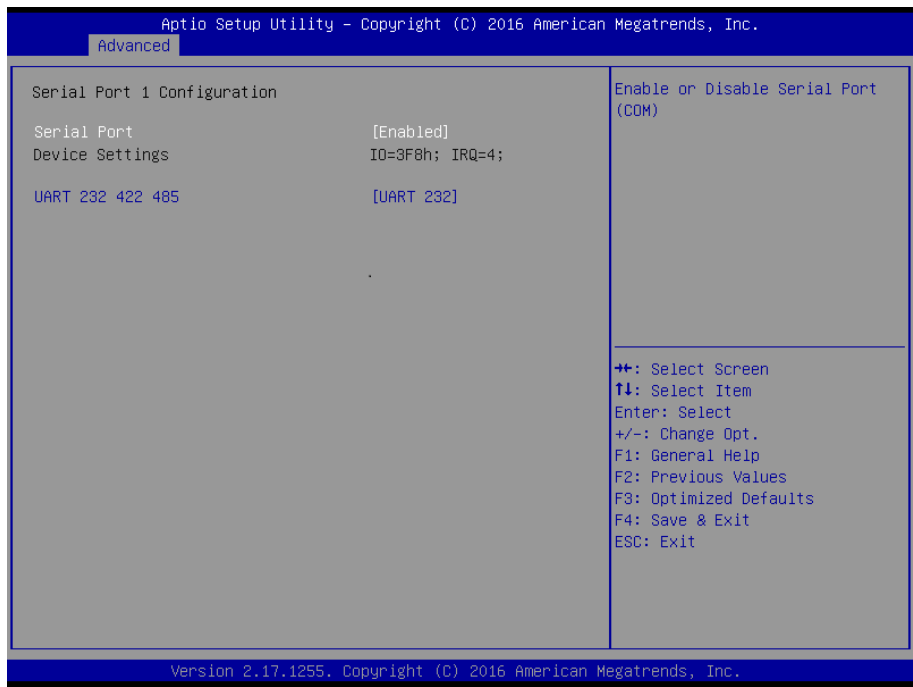 Aptio Setup Utility – Copyright (C) 2016 American Megatrends, Inc.
Advanced
Serial Port 1 Configuration
Serial Port [Enabled]
Device Settings IO=3F8h; IRQ=4;
UART 232 422 485 [UART 232]
Enable or Disable Serial Port
(COM)
→←: Select Screen
↑↓: Select Item
Enter: Select
+/-: Change Opt.
F1: General Help
F2: Previous Values
F3: Optimized Defaults
F4: Save & Exit
ESC: Exit
Version 2.17.1255. Copyright (C) 2016 American Megatrends, Inc.